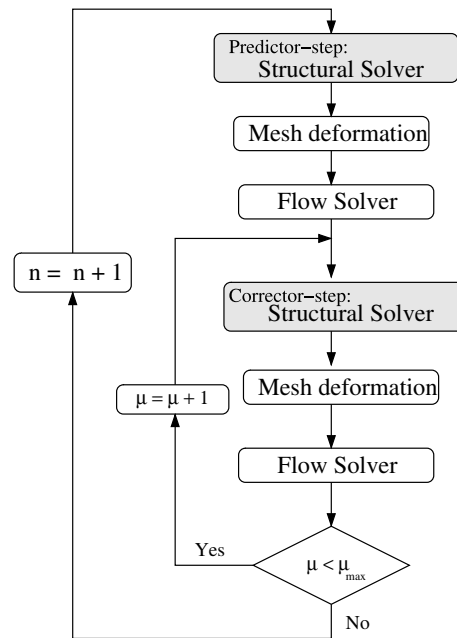 Predictor−step:
Structural Solver
Mesh deformation
Flow Solver
n = n + 1
Corrector−step:
Structural Solver
Mesh deformation
μ = μ + 1
Flow Solver
Yes
μ < μmax
No